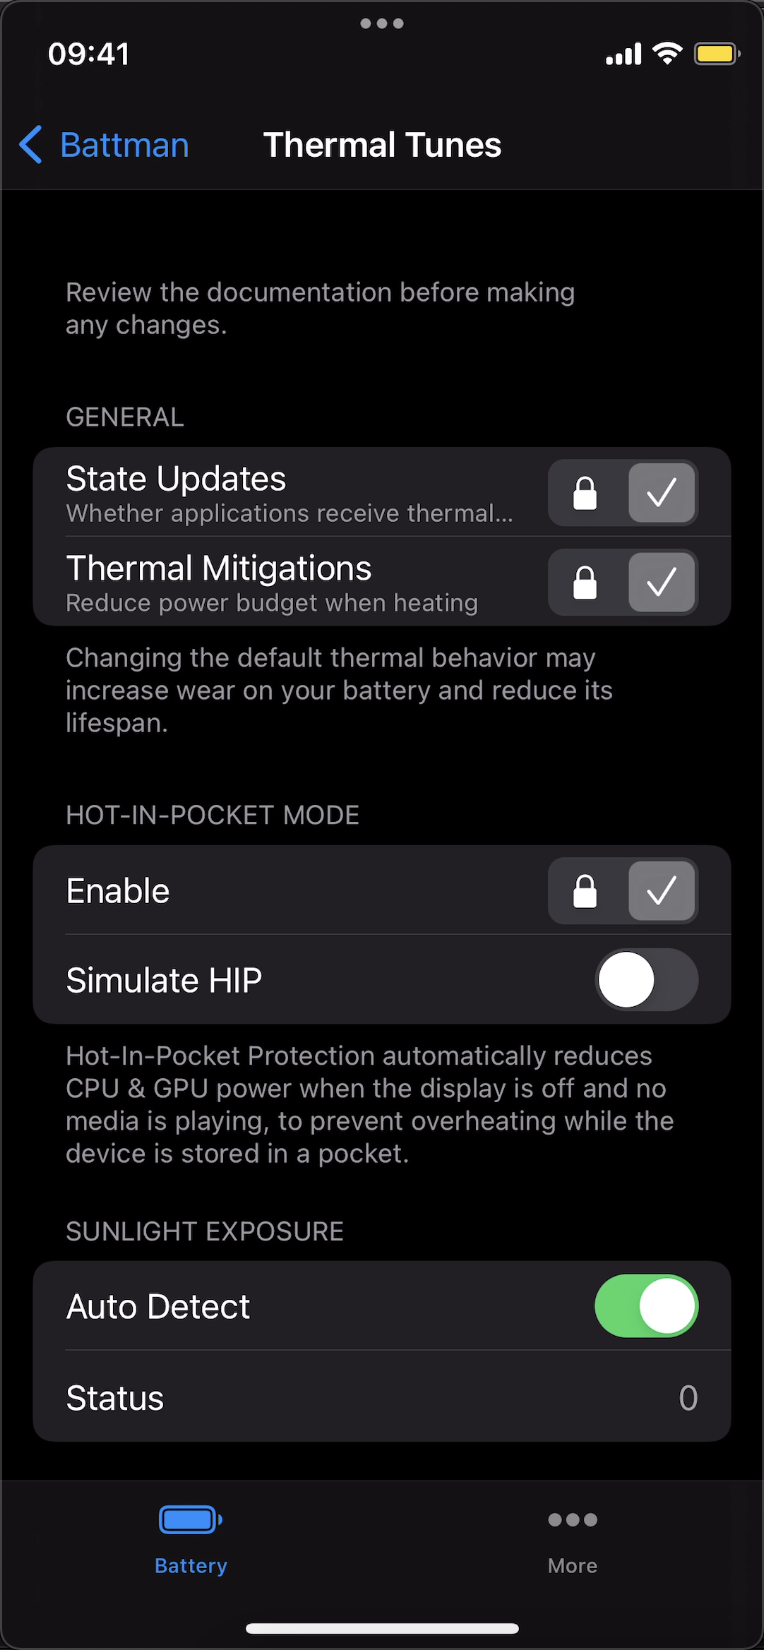 09:41
Battman
Thermal Tunes
Review the documentation before making
any changes.
GENERAL
State Updates
Whether applications receive thermal...
Thermal Mitigations
Reduce power budget when heating
Changing the default thermal behavior may
increase wear on your battery and reduce its
lifespan.
HOT-IN-POCKET MODE
Enable
Simulate HIP
Hot-In-Pocket Protection automatically reduces
CPU & GPU power when the display is off and no
media is playing, to prevent overheating while the
device is stored in a pocket.
SUNLIGHT EXPOSURE
Auto Detect
Status 0
Battery
More